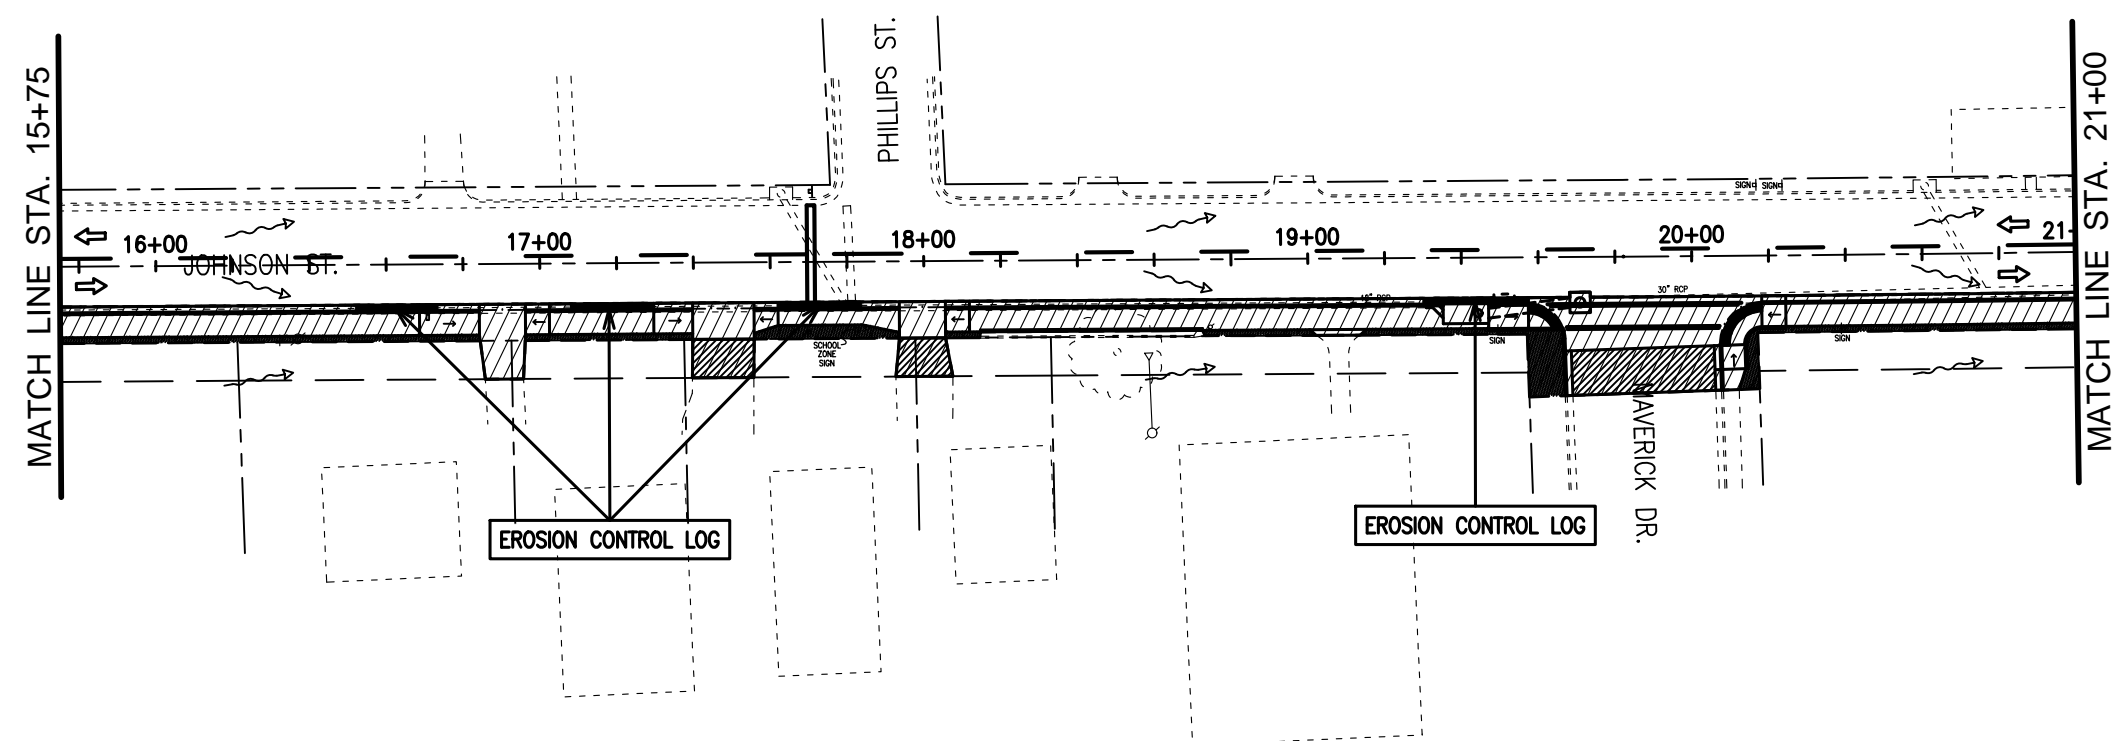 MATCH LINE STA. 15+75
PHILLIPS ST.
MATCH LINE STA. 21+00
SIGN
SIGN
16+00
17+00
18+00
19+00
20+00
21+
JOHNSON ST.
30" RCP
SCHOOL
ZONE
SIGN
SIGN
SIGN
MAVERICK DR.
EROSION CONTROL LOG
EROSION CONTROL LOG